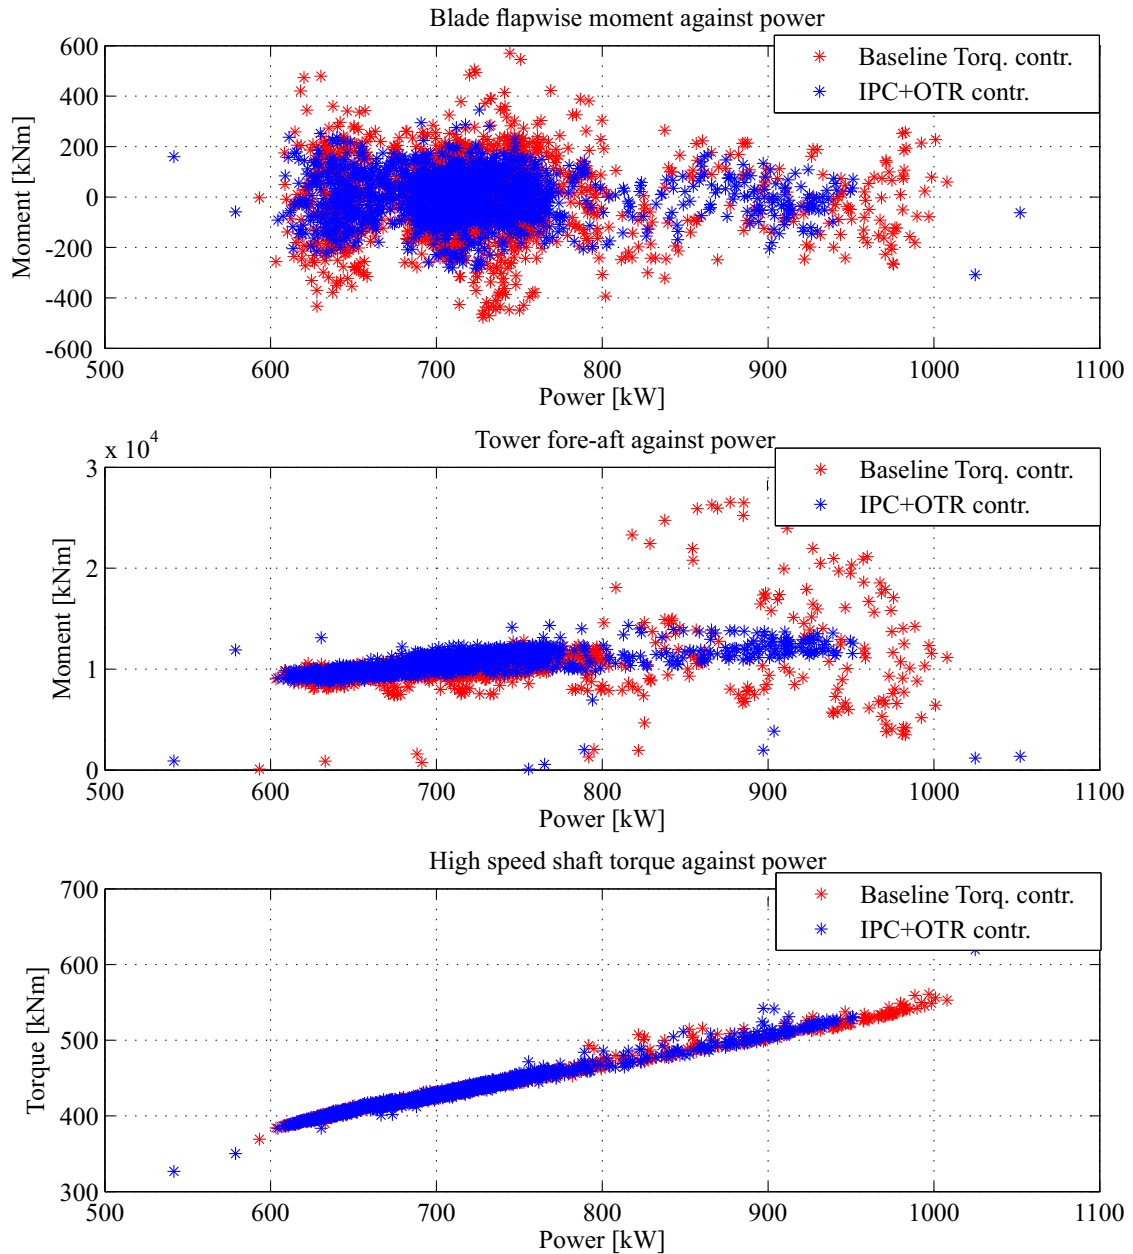 Blade flapwise moment against power
Baseline Torq. contr.
IPC+OTR contr.
600
400
200
0
-200
-400
-600
Moment [kNm]
500 600 700 800 900 1000 1100
Power [kW]
Tower fore-aft against power
x 10^4
Baseline Torq. contr.
IPC+OTR contr.
3
2
1
0
Moment [kNm]
500 600 700 800 900 1000 1100
Power [kW]
High speed shaft torque against power
Baseline Torq. contr.
IPC+OTR contr.
700
600
500
400
300
Torque [kNm]
500 600 700 800 900 1000 1100
Power [kW]